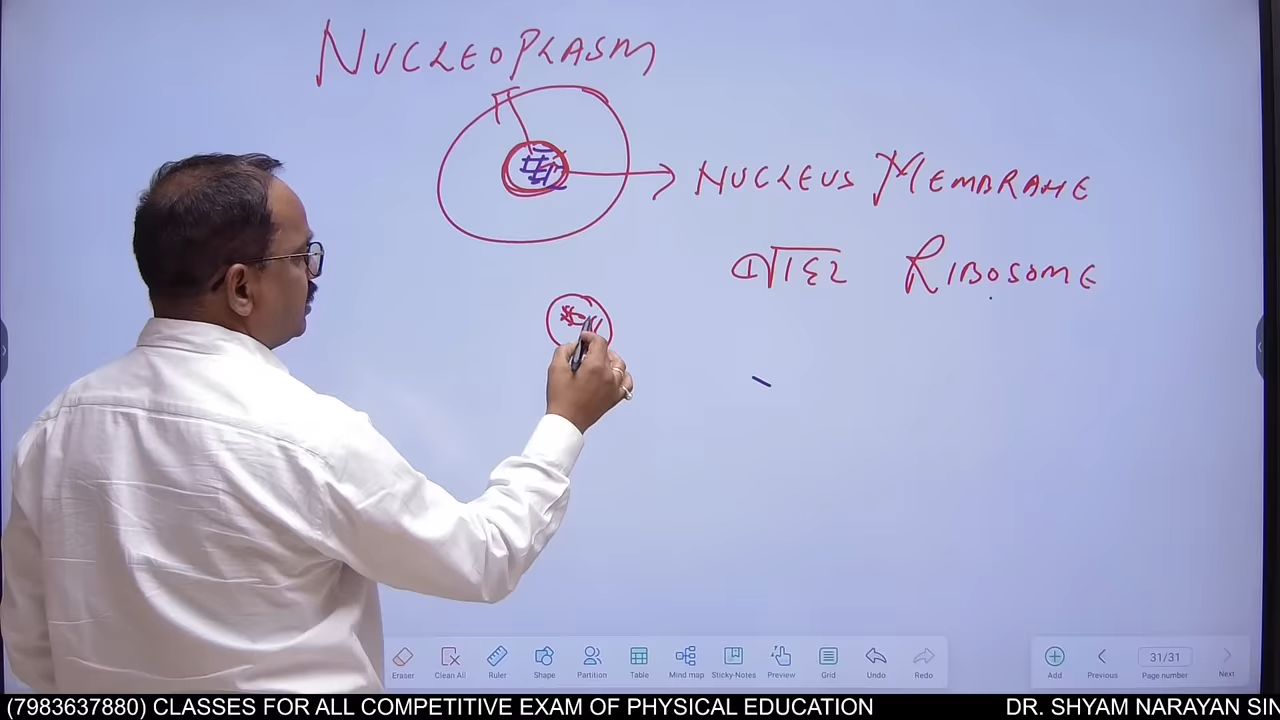 NUCLEOPLASM
NUCLEUS MEMBRANE
बाहर RIBOSOME
Eraser Clean All Ruler Shape Partition Table Mind map Sticky-Notes Preview Grid Undo Redo
Add Previous 31/31 Page number Next
(7983637880) CLASSES FOR ALL COMPETITIVE EXAM OF PHYSICAL EDUCATION DR. SHYAM NARAYAN SIN